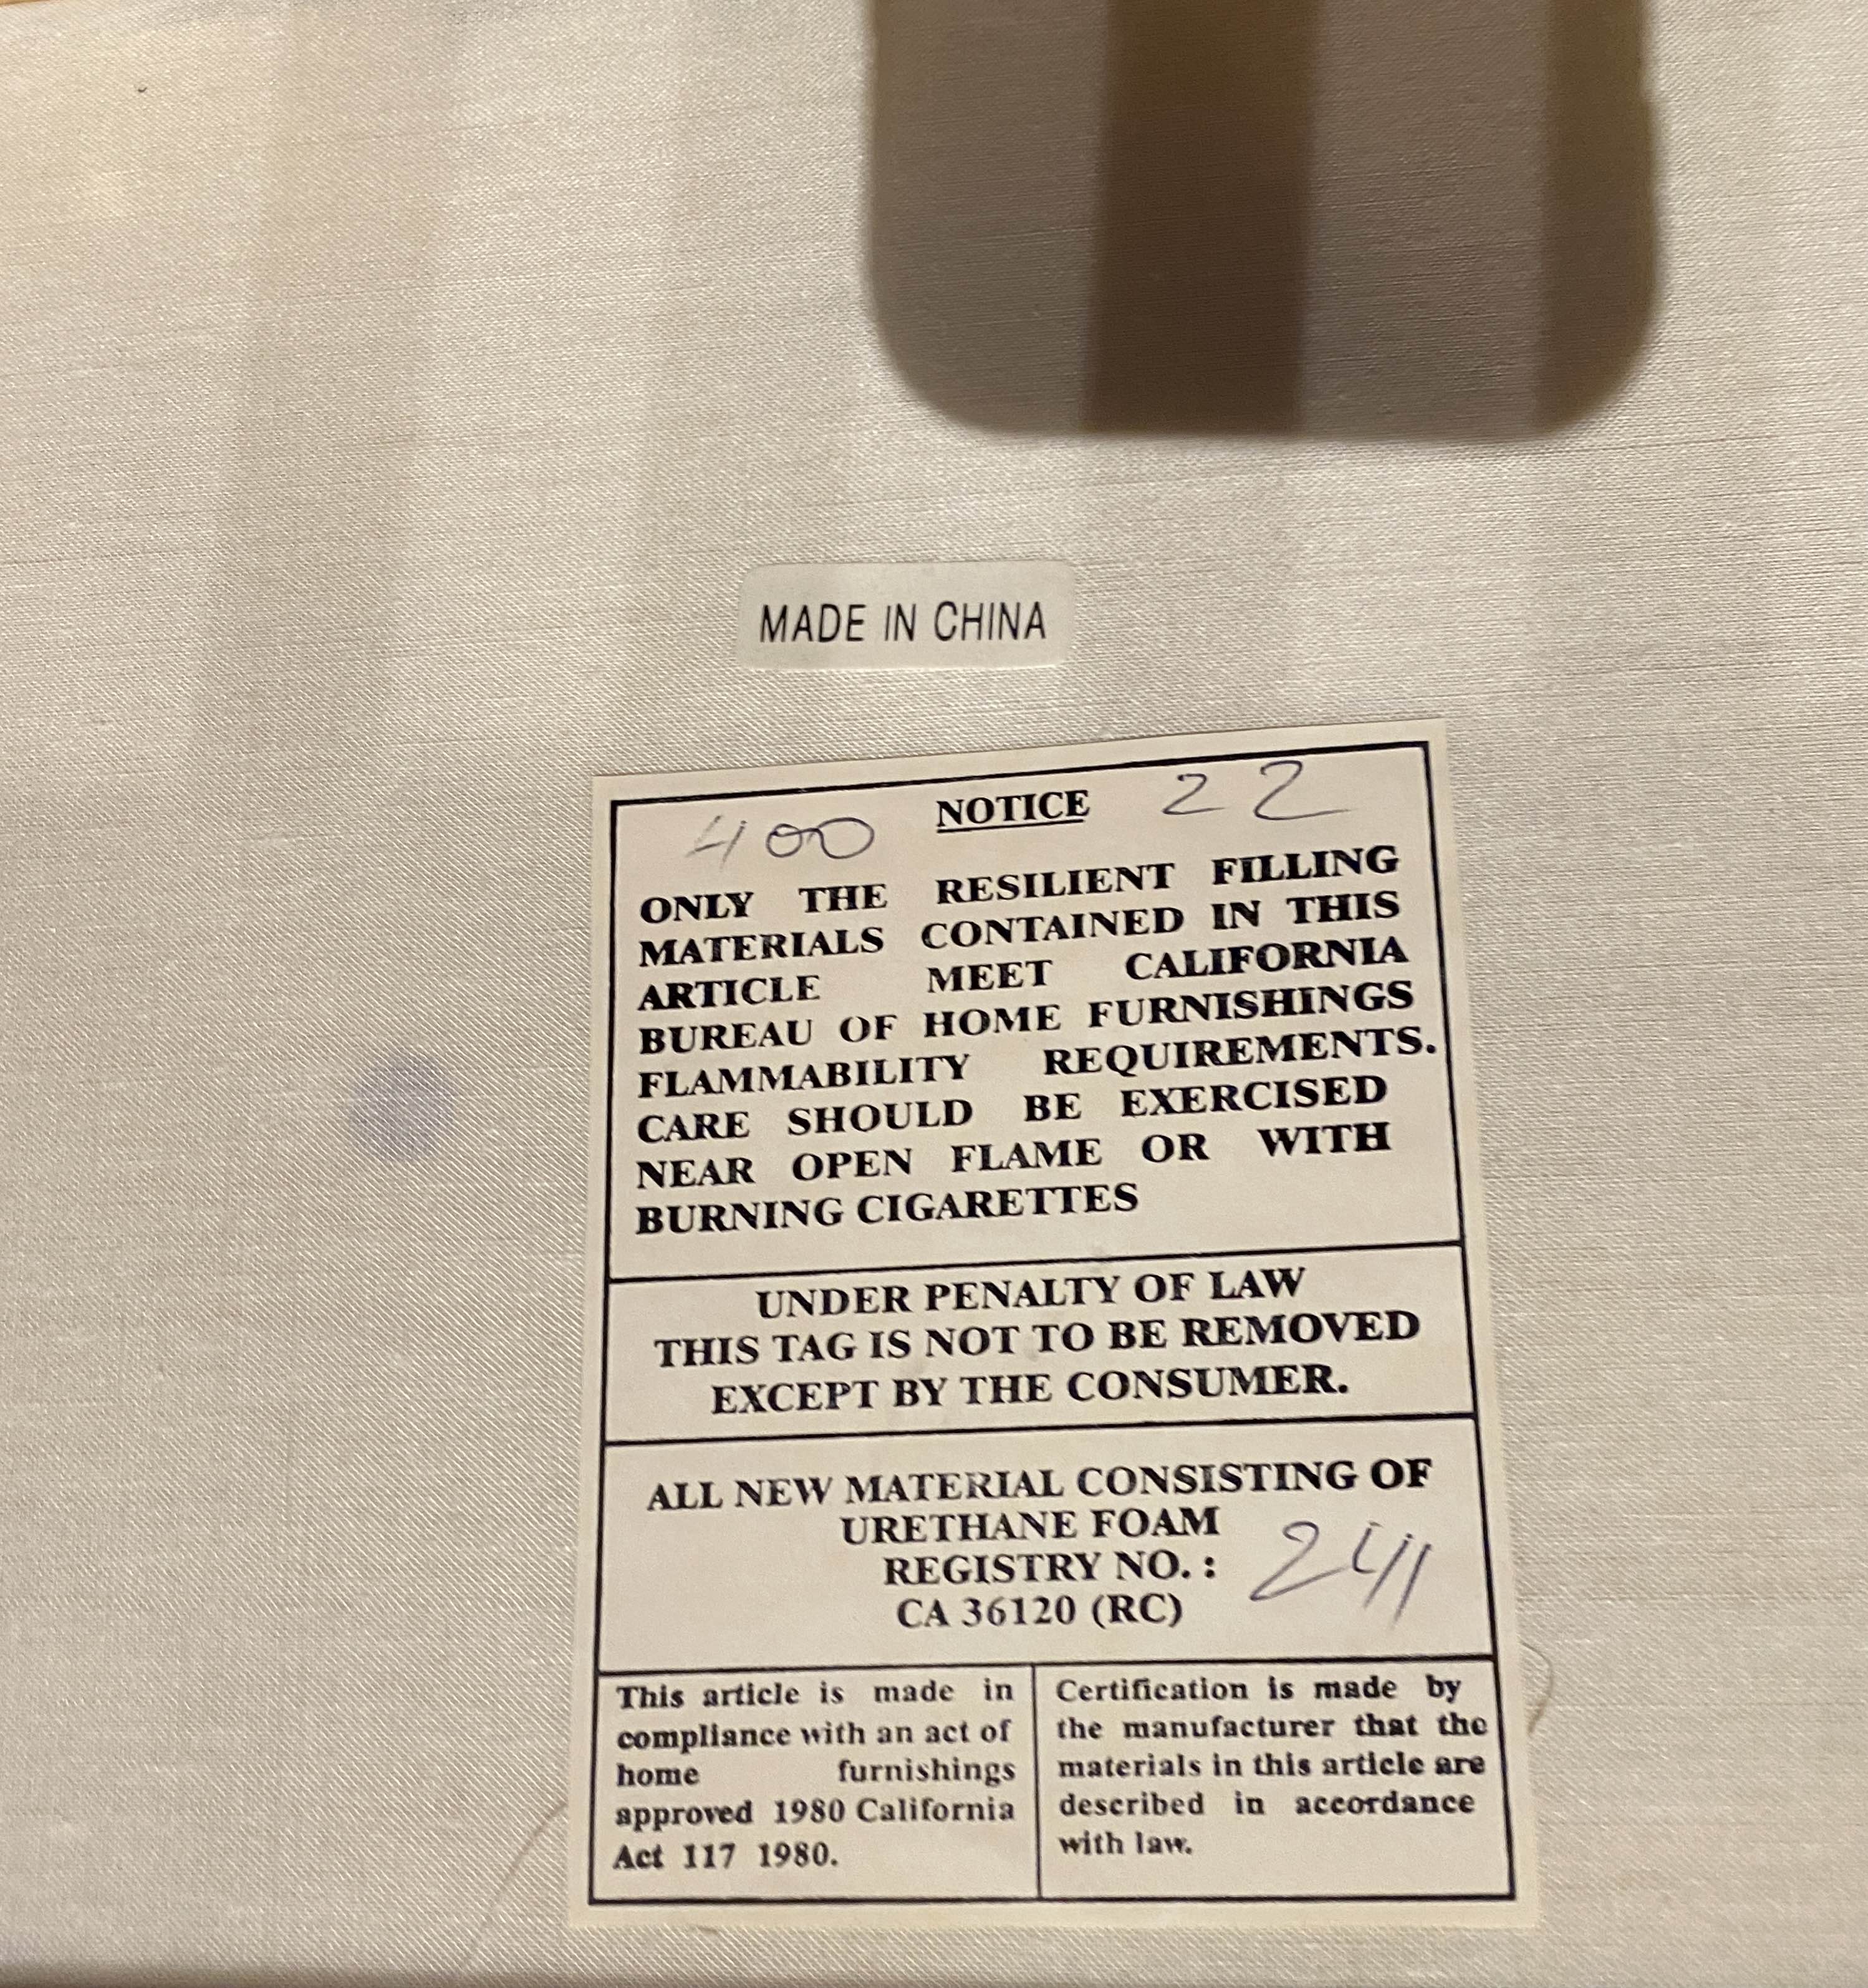 MADE IN CHINA
400 NOTICE 22
ONLY THE RESILIENT FILLING
MATERIALS CONTAINED IN THIS
ARTICLE MEET CALIFORNIA
BUREAU OF HOME FURNISHINGS
FLAMMABILITY REQUIREMENTS.
CARE SHOULD BE EXERCISED
NEAR OPEN FLAME OR WITH
BURNING CIGARETTES
UNDER PENALTY OF LAW
THIS TAG IS NOT TO BE REMOVED
EXCEPT BY THE CONSUMER.
ALL NEW MATERIAL CONSISTING OF
URETHANE FOAM
REGISTRY NO. :
CA 36120 (RC)
This article is made in
compliance with an act of
home furnishings
approved 1980 California
Act 117 1980.
Certification is made by
the manufacturer that the
materials in this article are
described in accordance
with law.